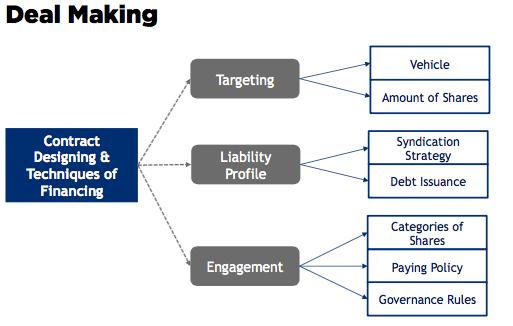 Deal Making
Contract
Designing &
Techniques of
Financing
Targeting
Vehicle
Amount of Shares
Liability
Profile
Syndication
Strategy
Debt Issuance
Engagement
Categories of
Shares
Paying Policy
Governance Rules